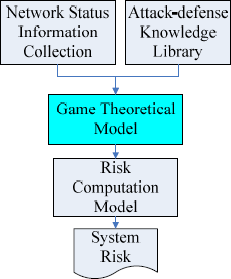 Network Status
Information
Collection
Attack-defense
Knowledge
Library
Game Theoretical
Model
Risk
Computation
Model
System
Risk